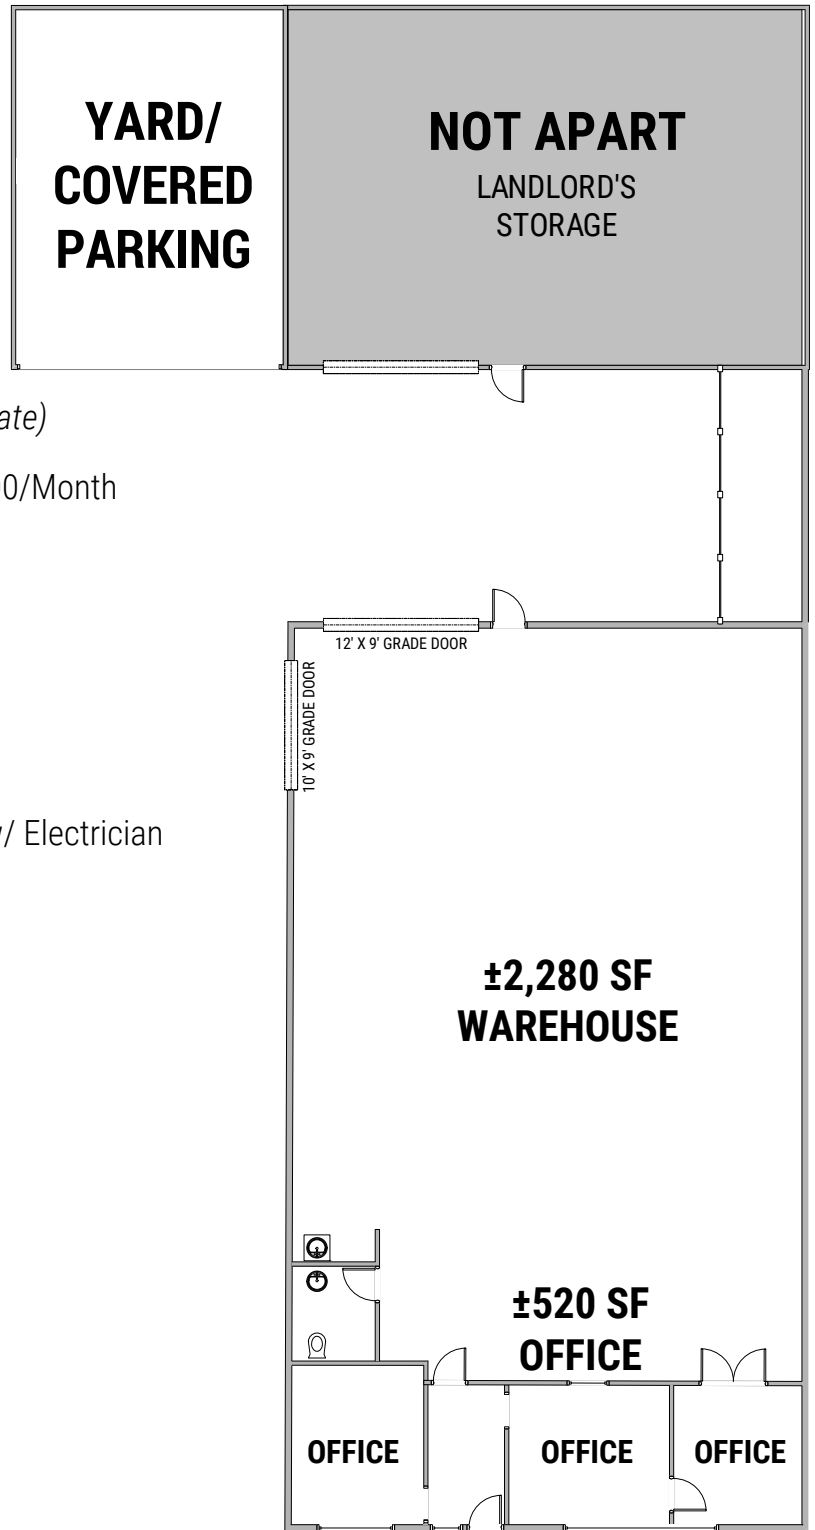 YARD/
COVERED
PARKING
NOT APART
LANDLORD'S
STORAGE
ate)
0/Month
12' X 9' GRADE DOOR
10' X 9' GRADE DOOR
/ Electrician
±2,280 SF
WAREHOUSE
±520 SF
OFFICE
OFFICE
OFFICE
OFFICE